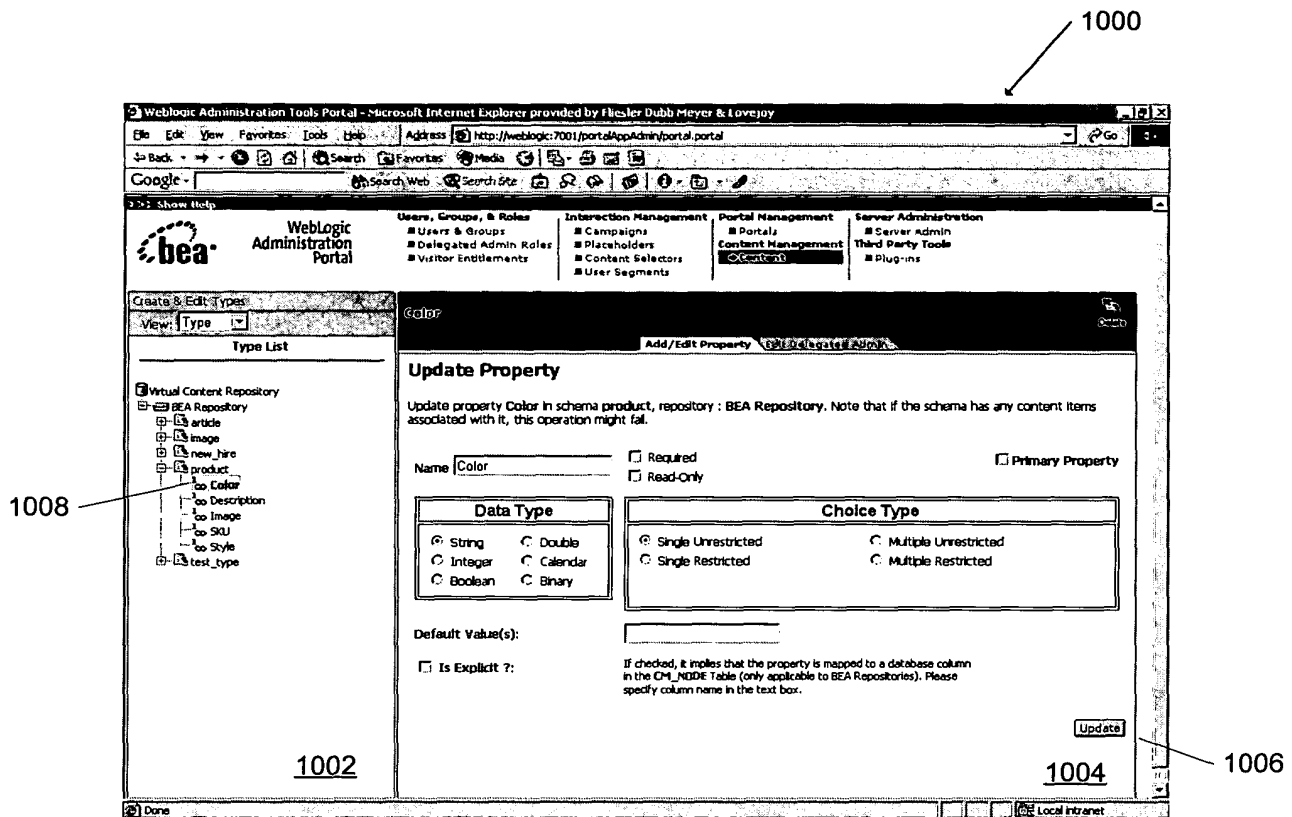 1000
Weblogic Administration Tools Portal - Microsoft Internet Explorer provided by Fliesler Dubb Meyer & Lovejoy
File Edit View Favorites Tools Help Address http://weblogic:7001/portalAppAdmin/portal.portal Go
Back Search Favorites Media
Google Search Web Search Site
>>: Show Help
bea WebLogic Administration Portal
Users, Groups, & Roles
Users & Groups
Delegated Admin Roles
Visitor Entitlements
Interaction Management
Campaigns
Placeholders
Content Selectors
User Segments
Portal Management
Portals
Content Management
Content
Server Administration
Server Admin
Third Party Tools
Plug-ins
Create & Edit Types
View: Type
Type List
Virtual Content Repository
BEA Repository
article
image
new_hire
product
Color
Description
Image
SKU
Style
test_type
1008
1002
Color
Delete
Add/Edit Property Edit Delegated Admin
Update Property
Update property Color in schema product, repository : BEA Repository. Note that if the schema has any content items
associated with it, this operation might fail.
Name Color
Required
Read-Only
Primary Property
Data Type
String Double
Integer Calendar
Boolean Binary
Choice Type
Single Unrestricted Multiple Unrestricted
Single Restricted Multiple Restricted
Default Value(s):
Is Explicit ?:
If checked, it implies that the property is mapped to a database column
in the CM_NODE Table (only applicable to BEA Repositories). Please
specify column name in the text box.
Update
1004
1006
Done Local intranet